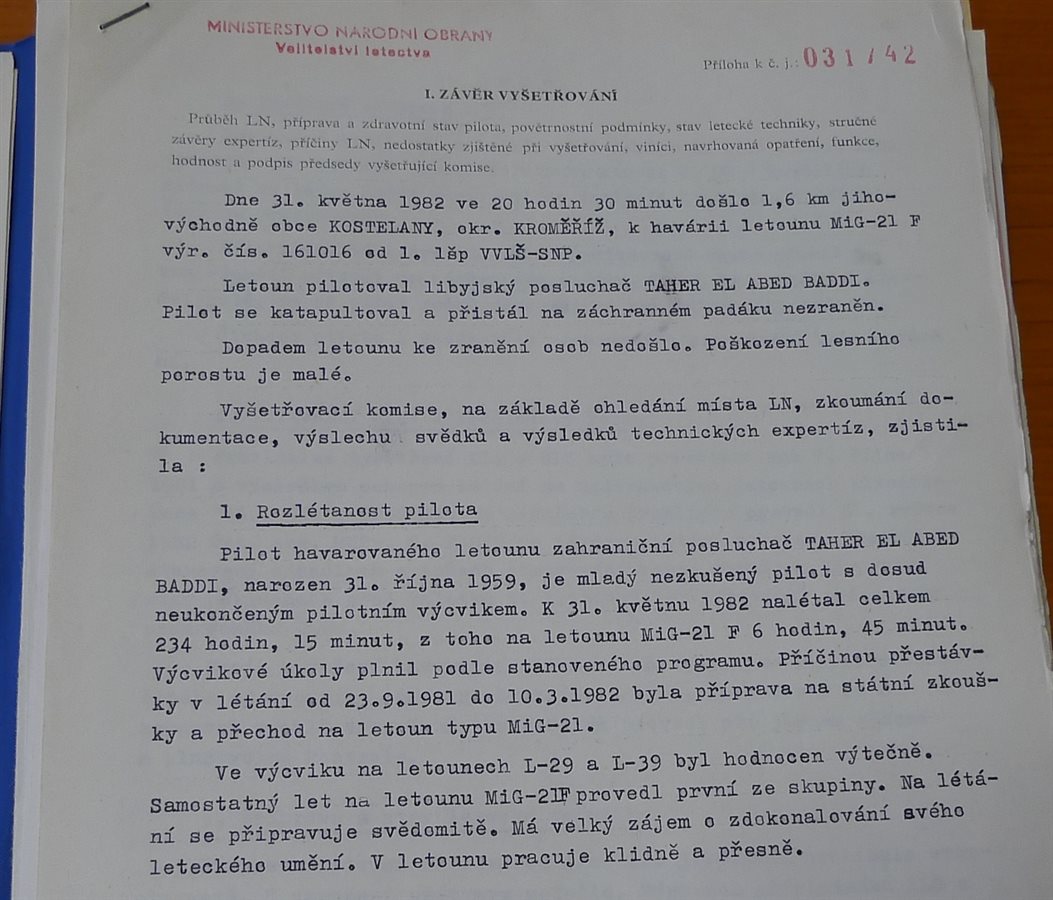 MINISTERSTVO NÁRODNÍ OBRANY
Velitelství letectva
Příloha k č. j.: 031/42
I. ZÁVĚR VYŠETŘOVÁNÍ
Průběh LN, příprava a zdravotní stav pilota, povětrnostní podmínky, stav letecké techniky, stručné
závěry expertíz, příčiny LN, nedostatky zjištěné při vyšetřování, viníci, navrhovaná opatření, funkce,
hodnost a podpis předsedy vyšetřující komise.
Dne 31. května 1982 ve 20 hodin 30 minut došlo 1,6 km jiho-
východně obce KOSTELANY, okr. KROMĚŘÍŽ, k havárii letounu MiG-21 F
výr. čís. 161016 od 1. lšp VVLŠ-SNP.
Letoun pilotoval libyjský posluchač TAHER EL ABED BADDI.
Pilot se katapultoval a přistál na záchranném padáku nezraněn.
Dopadem letounu ke zranění osob nedošlo. Poškození lesního
porostu je malé.
Vyšetřovací komise, na základě ohledání místa LN, zkoumání do-
kumentace, výslechu svědků a výsledků technických expertíz, zjisti-
la :
1. Rozlétanost pilota
Pilot havarovaného letounu zahraniční posluchač TAHER EL ABED
BADDI, narozen 31. října 1959, je mladý nezkušený pilot s dosud
neukončeným pilotním výcvikem. K 31. květnu 1982 nalétal celkem
234 hodin, 15 minut, z toho na letounu MiG-21 F 6 hodin, 45 minut.
Výcvikové úkoly plnil podle stanoveného programu. Příčinou přestáv-
ky v létání od 23.9.1981 do 10.3.1982 byla příprava na státní zkouš-
ky a přechod na letoun typu MiG-21.
Ve výcviku na letounech L-29 a L-39 byl hodnocen výtečně.
Samostatný let na letounu MiG-21F provedl první ze skupiny. Na létá-
ní se připravuje svědomitě. Má velký zájem o zdokonalování svého
leteckého umění. V letounu pracuje klidně a přesně.